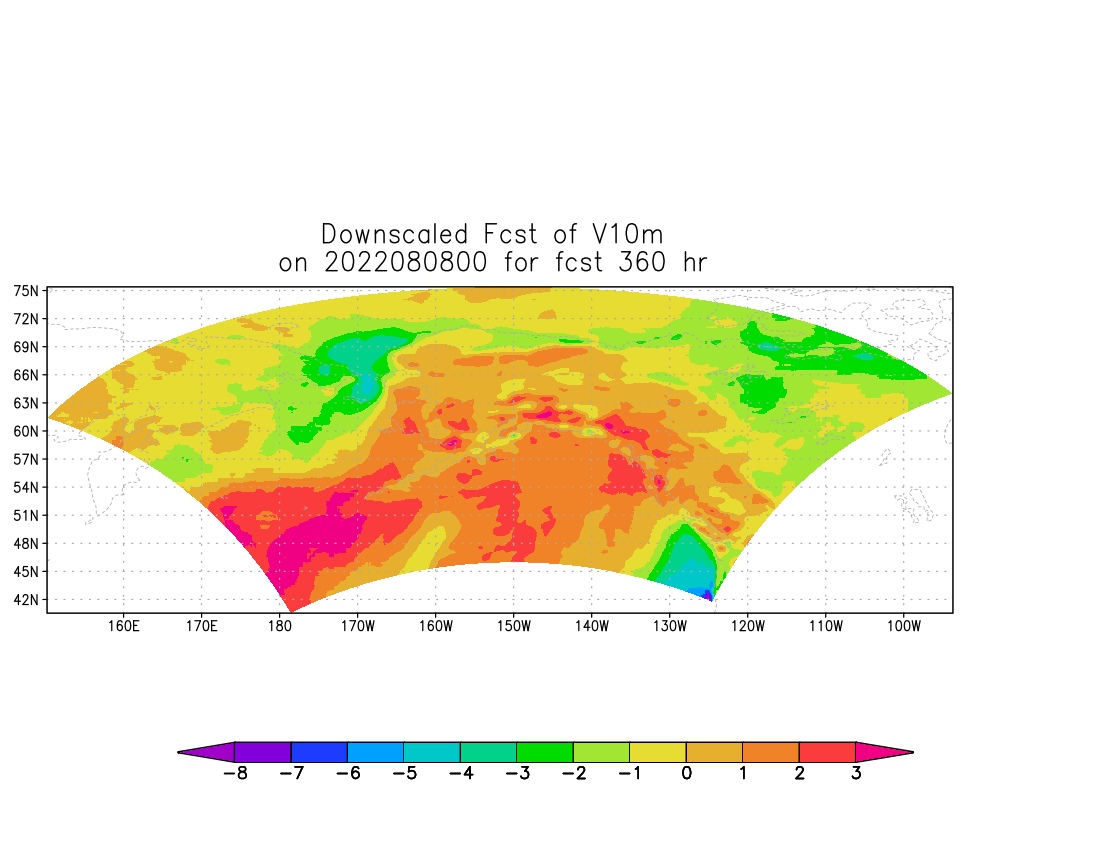 Downscaled Fcst of V10m
on 2022080800 for fcst 360 hr
75N
72N
69N
66N
63N
60N
57N
54N
51N
48N
45N
42N
160E 170E 180 170W 160W 150W 140W 130W 120W 110W 100W
-8 -7 -6 -5 -4 -3 -2 -1 0 1 2 3